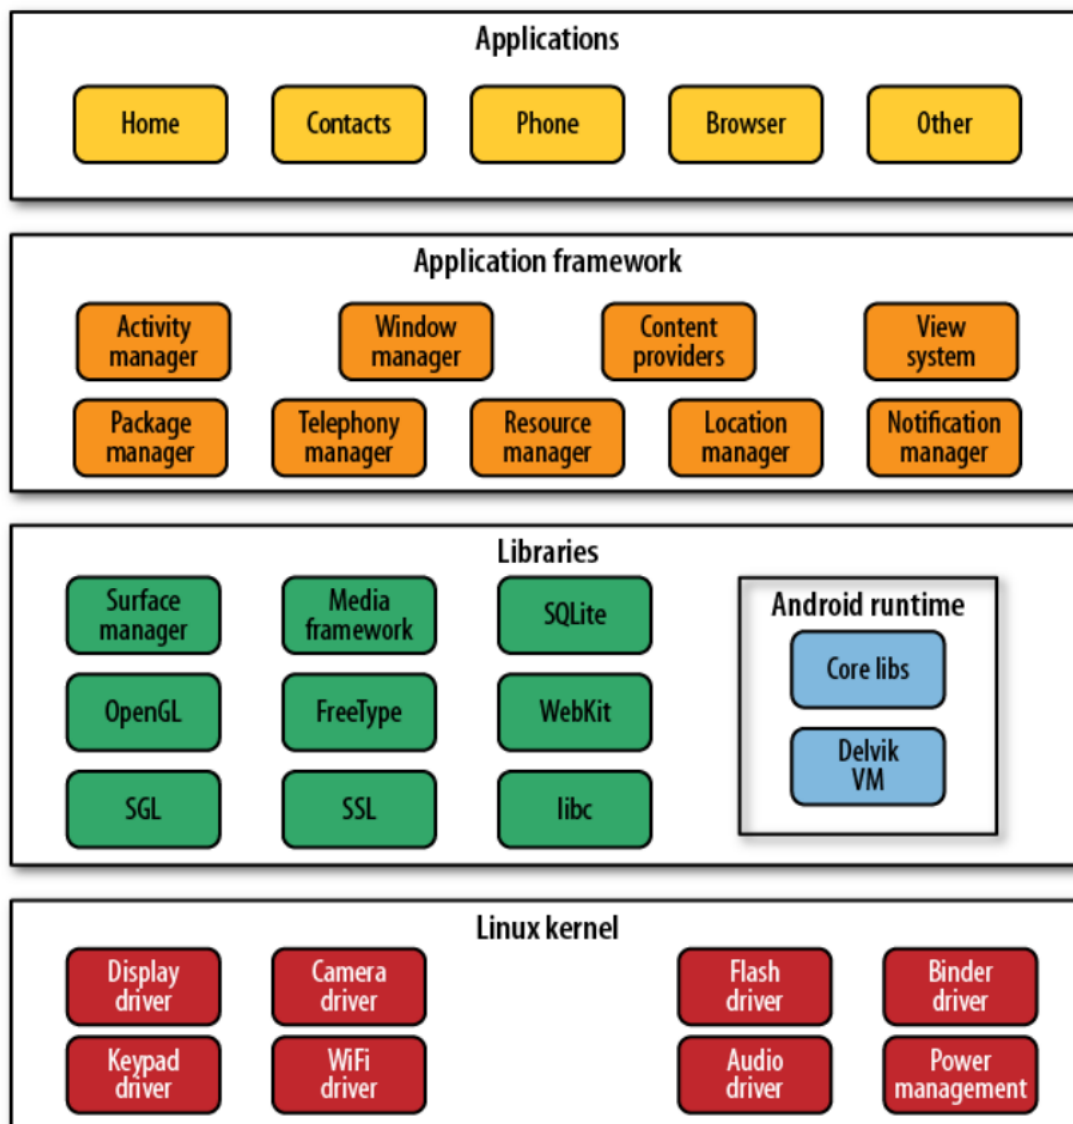 Applications
Home
Contacts
Phone
Browser
Other
Application framework
Activity
manager
Window
manager
Content
providers
View
system
Package
manager
Telephony
manager
Resource
manager
Location
manager
Notification
manager
Libraries
Surface
manager
Media
framework
SQLite
OpenGL
FreeType
WebKit
SGL
SSL
libc
Android runtime
Core libs
Delvik
VM
Linux kernel
Display
driver
Camera
driver
Flash
driver
Binder
driver
Keypad
driver
WiFi
driver
Audio
driver
Power
management